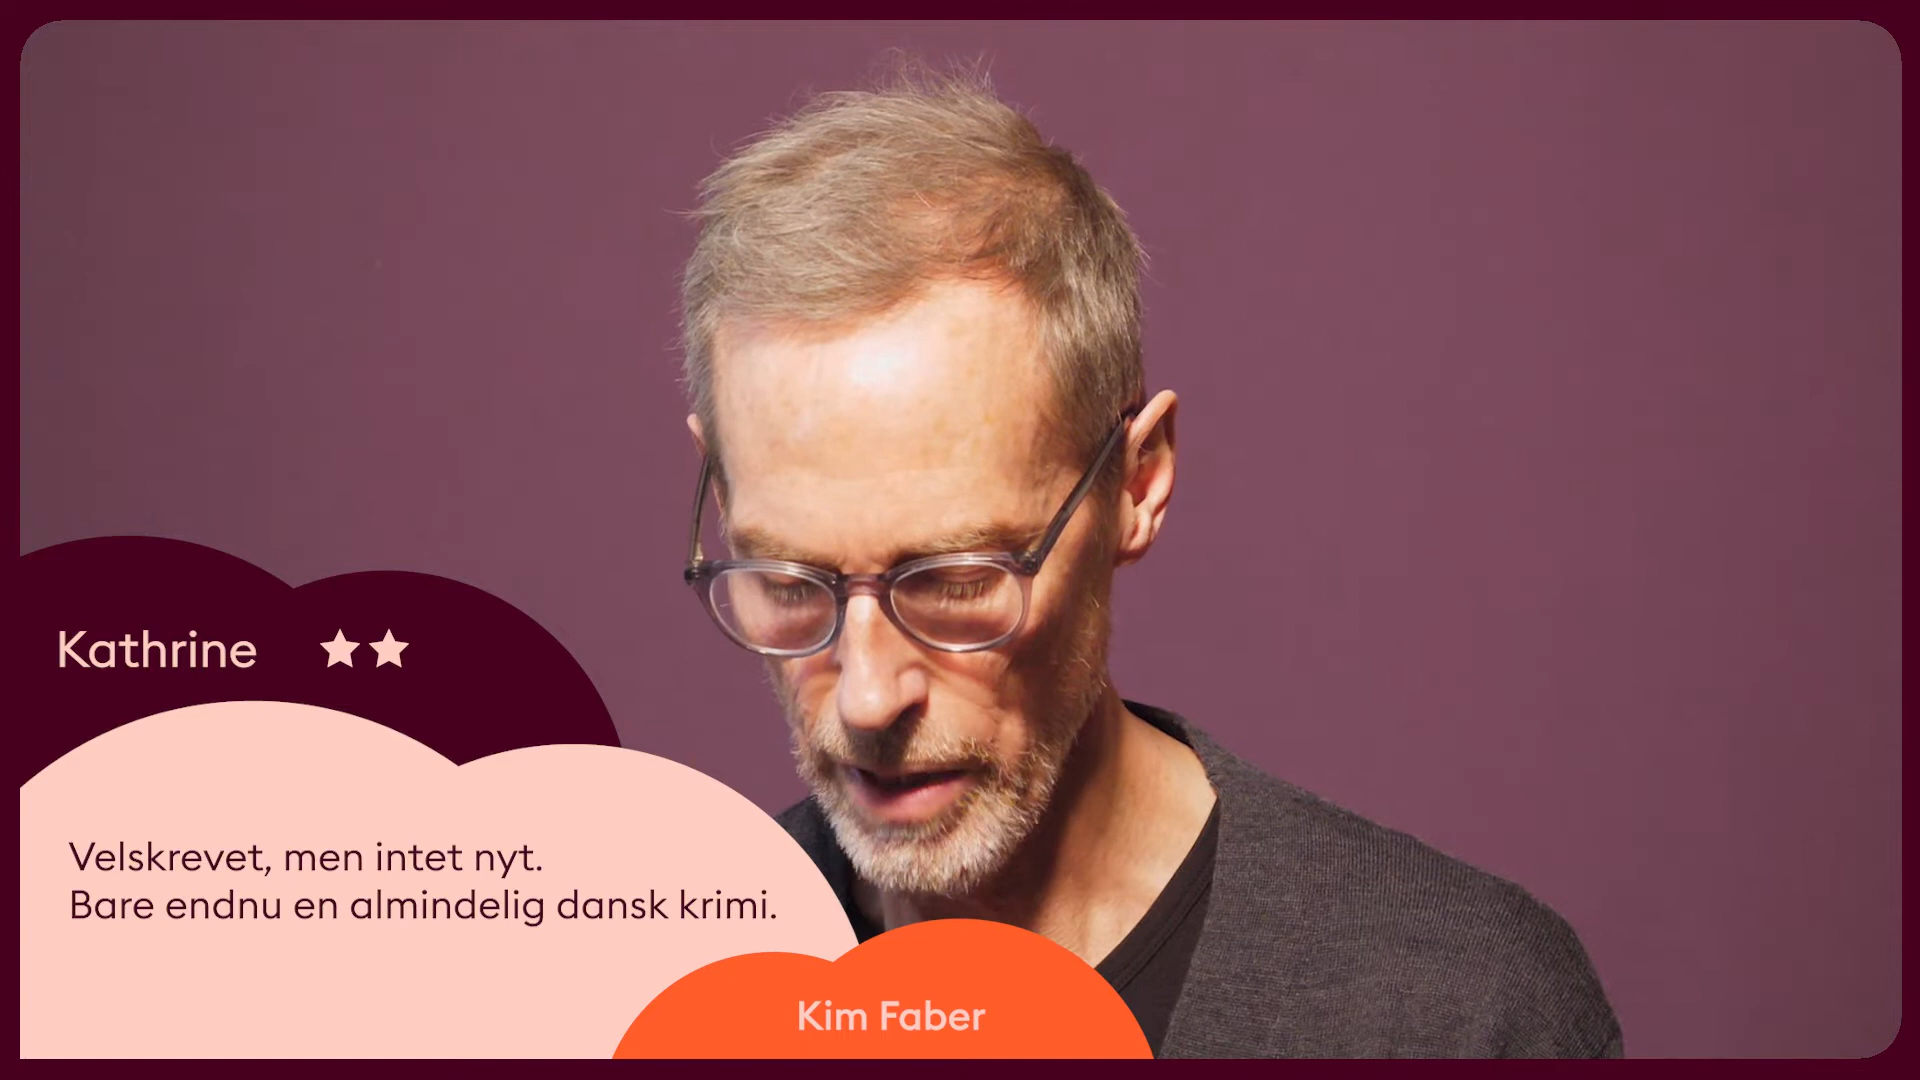 Kathrine ★★
Velskrevet, men intet nyt.
Bare endnu en almindelig dansk krimi.
Kim Faber